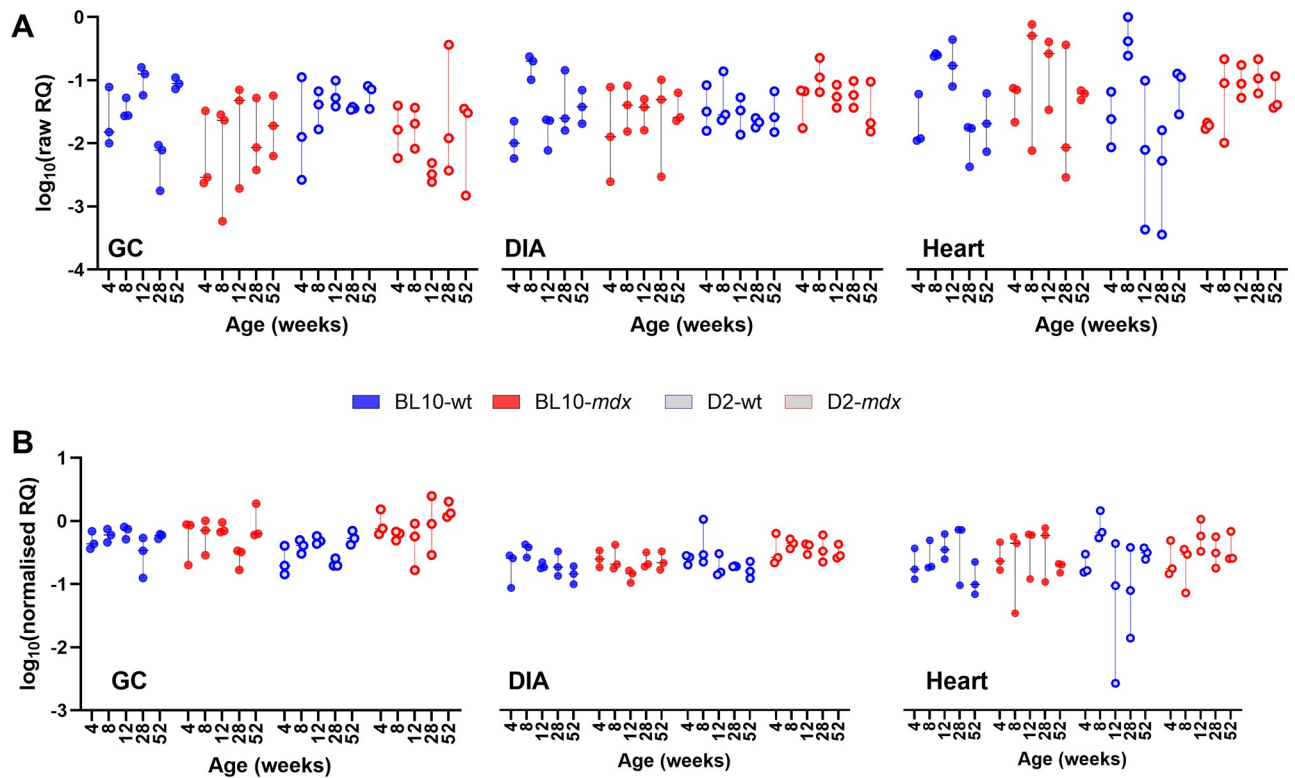 A
log10(raw RQ)
0
-1
-2
-3
-4
GC
DIA
Heart
4 8 12 28 52 4 8 12 28 52 4 8 12 28 52 4 8 12 28 52
4 8 12 28 52 4 8 12 28 52 4 8 12 28 52 4 8 12 28 52
4 8 12 28 52 4 8 12 28 52 4 8 12 28 52 4 8 12 28 52
Age (weeks)
Age (weeks)
Age (weeks)
BL10-wt BL10-mdx D2-wt D2-mdx
B
log10(normalised RQ)
1
0
-1
-2
-3
GC
DIA
Heart
4 8 12 28 52 4 8 12 28 52 4 8 12 28 52 4 8 12 28 52
4 8 12 28 52 4 8 12 28 52 4 8 12 28 52 4 8 12 28 52
4 8 12 28 52 4 8 12 28 52 4 8 12 28 52 4 8 12 28 52
Age (weeks)
Age (weeks)
Age (weeks)